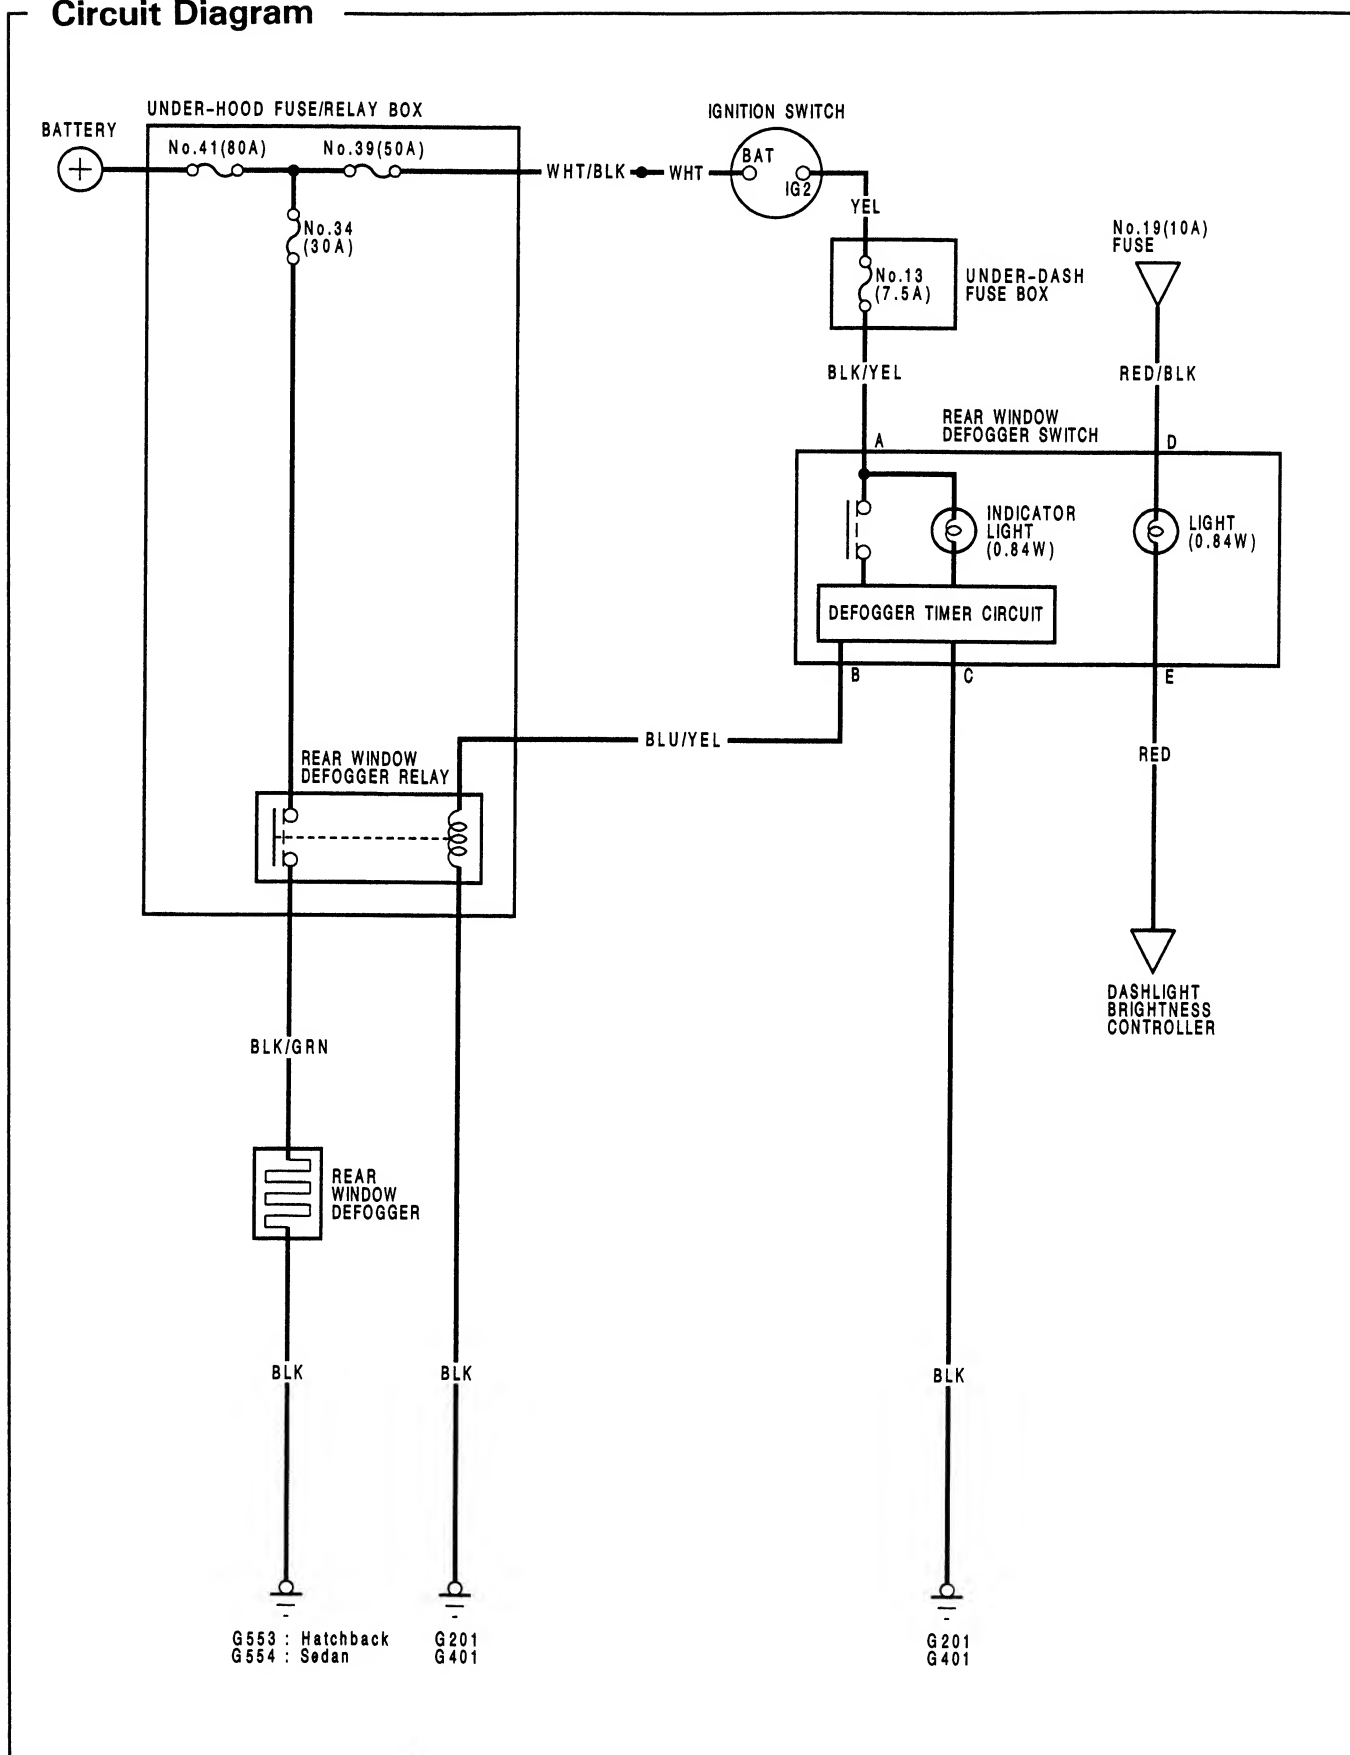 Circuit Diagram
UNDER-HOOD FUSE/RELAY BOX
IGNITION SWITCH
BATTERY
No.41(80A)
No.39(50A)
BAT
WHT/BLK
WHT
IG2
YEL
No.34
(30A)
No.19(10A)
FUSE
No.13
(7.5A)
UNDER-DASH
FUSE BOX
BLK/YEL
RED/BLK
REAR WINDOW
DEFOGGER SWITCH
A
D
INDICATOR
LIGHT
(0.84W)
LIGHT
(0.84W)
DEFOGGER TIMER CIRCUIT
B
C
E
BLU/YEL
RED
REAR WINDOW
DEFOGGER RELAY
DASHLIGHT
BRIGHTNESS
CONTROLLER
BLK/GRN
REAR
WINDOW
DEFOGGER
BLK
BLK
BLK
G553 : Hatchback
G554 : Sedan
G201
G401
G201
G401